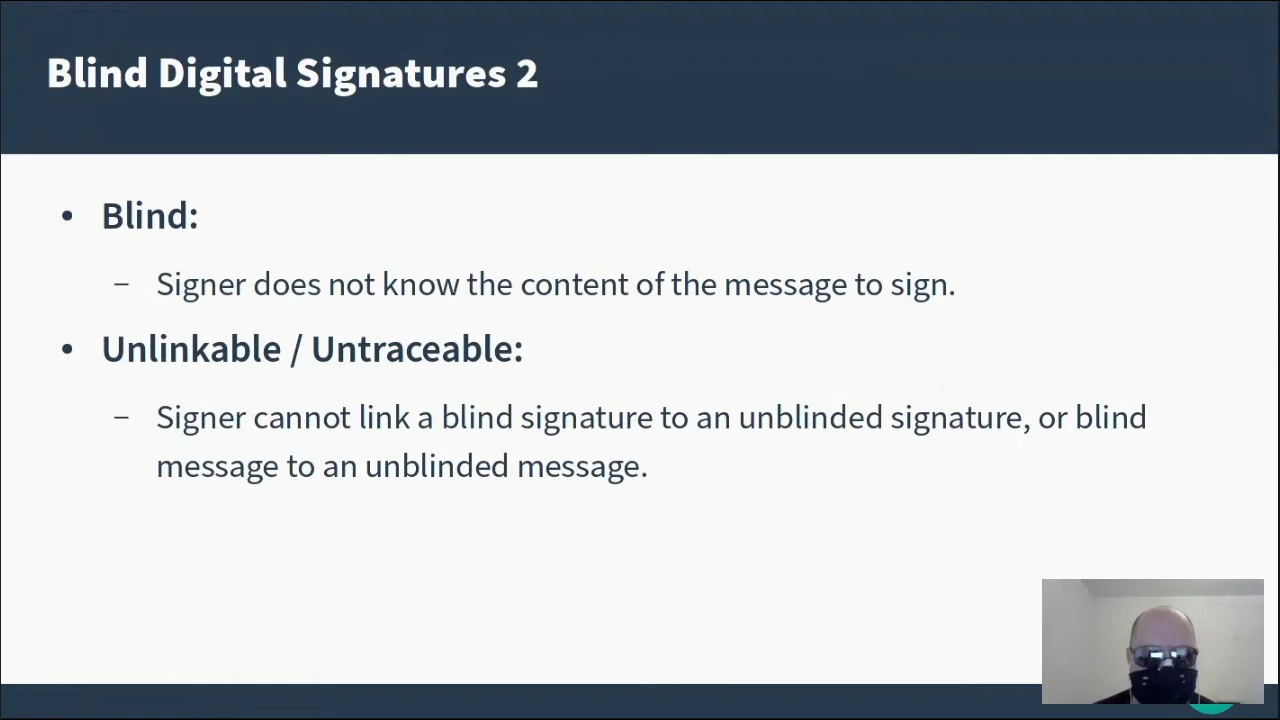 Blind Digital Signatures 2
• Blind:
– Signer does not know the content of the message to sign.
• Unlinkable / Untraceable:
– Signer cannot link a blind signature to an unblinded signature, or blind
message to an unblinded message.